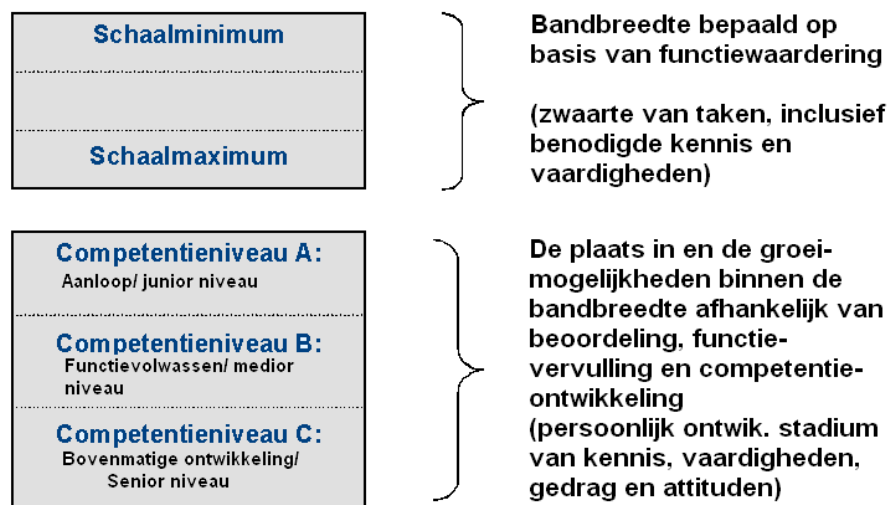 Schaalminimum
Schaalmaximum
Bandbreedte bepaald op
basis van functiewaardering
(zwaarte van taken, inclusief
benodigde kennis en
vaardigheden)
Competentieniveau A:
Aanloop/ junior niveau
Competentieniveau B:
Functievolwassen/ medior
niveau
Competentieniveau C:
Bovenmatige ontwikkeling/
Senior niveau
De plaats in en de groei-
mogelijkheden binnen de
bandbreedte afhankelijk van
beoordeling, functie-
vervulling en competentie-
ontwikkeling
(persoonlijk ontwik. stadium
van kennis, vaardigheden,
gedrag en attituden)